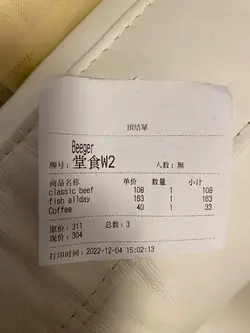 預結單
Beeger
牌号: 堂食W2 人数: 無
商品名称 单价 数量 小计
classic beef 108 1 108
fish allday 163 1 163
Coffee 40 1 33
原价: 311 总数: 3
现价: 304
打印时间: 2022-12-04 15:02:13